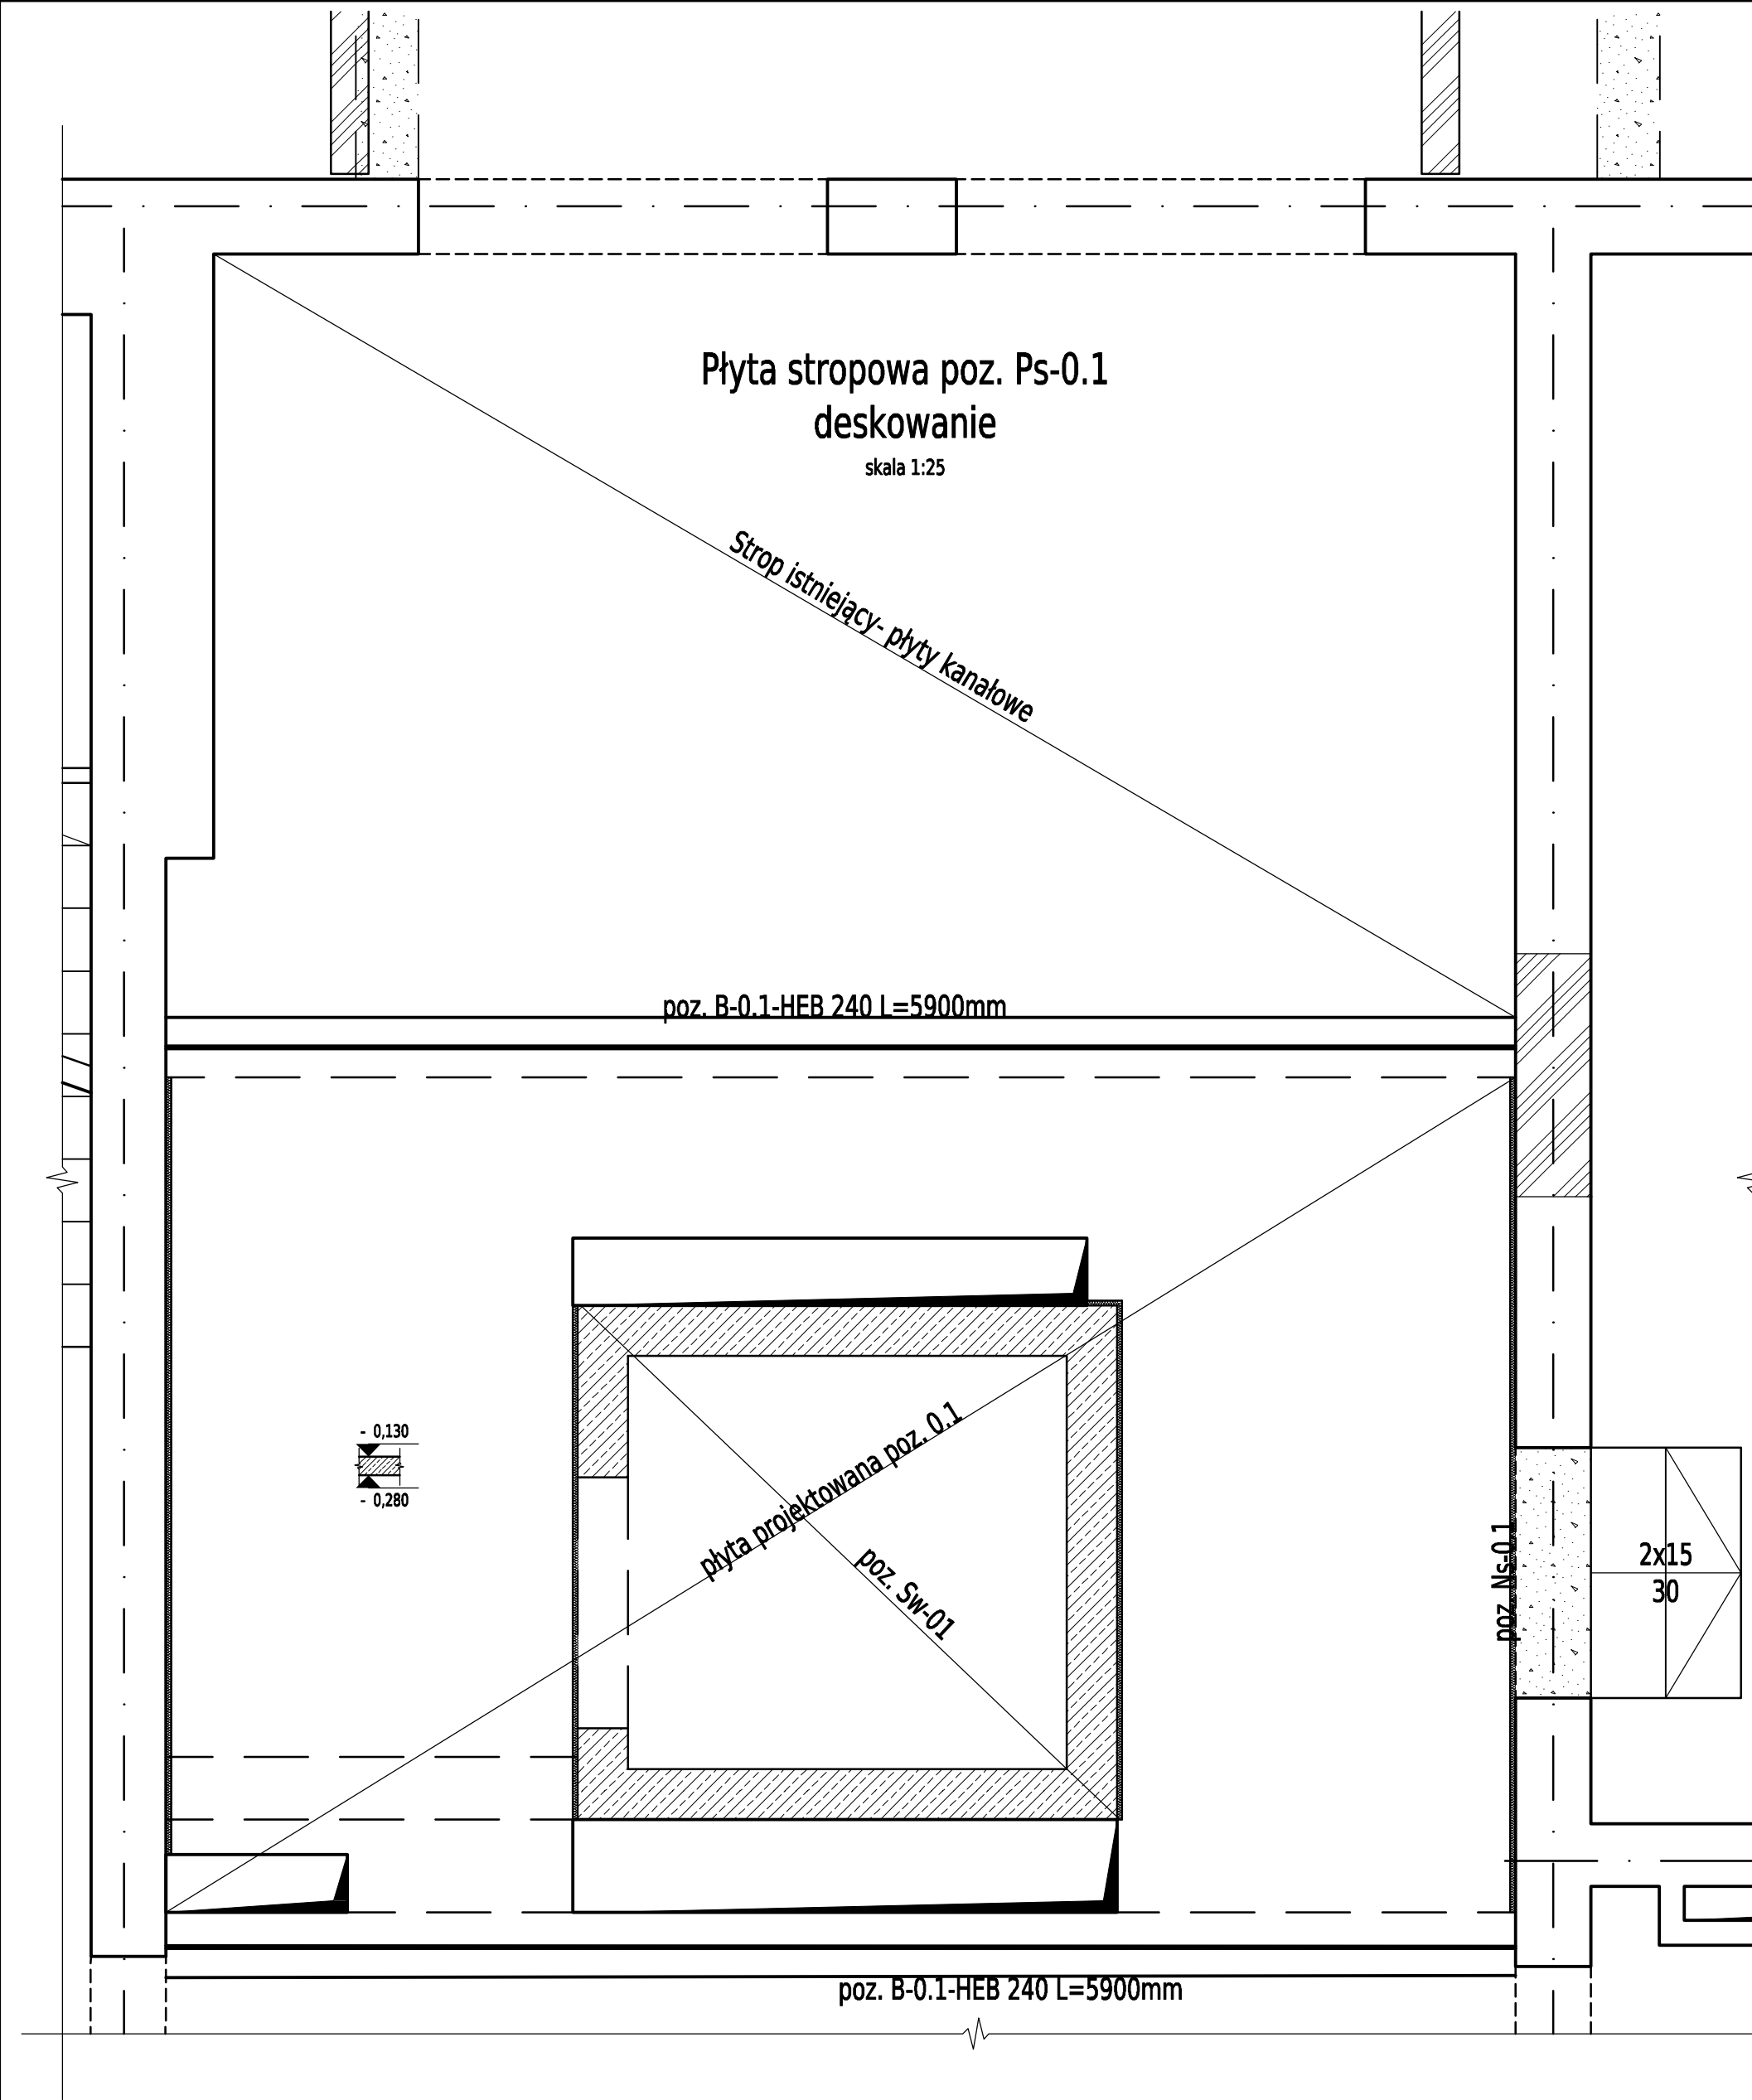 Płyta stropowa poz. Ps-0.1
deskowanie
skala 1:25
Strop istniejący- płyty kanałowe
poz. B-0.1-HEB 240 L=5900mm
- 0,130
- 0,280
płyta projektowana poz. 0.1
poz. Sw-01
poz. Ns-0.1
2x15
30
poz. B-0.1-HEB 240 L=5900mm